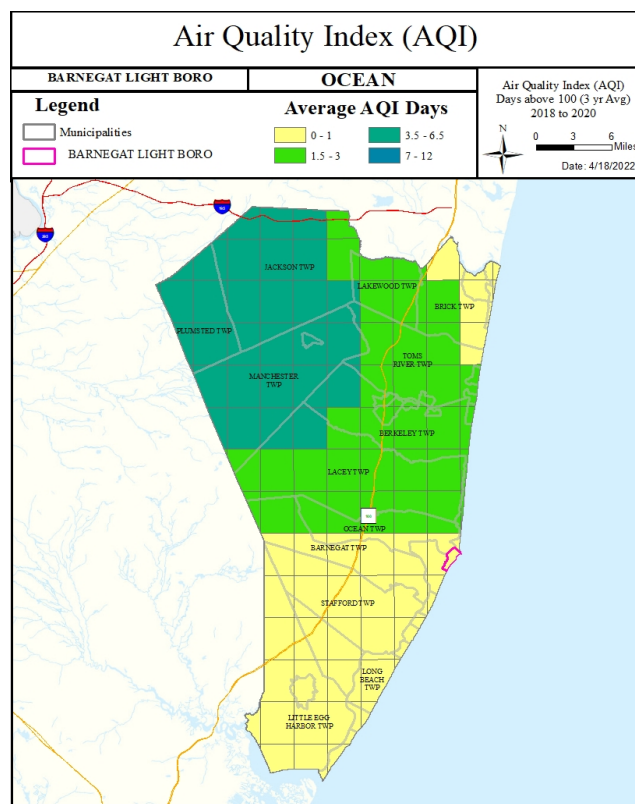 Air Quality Index (AQI)
BARNEGAT LIGHT BORO
OCEAN
Legend
Municipalities
BARNEGAT LIGHT BORO
Average AQI Days
0 - 1
1.5 - 3
3.5 - 6.5
7 - 12
Air Quality Index (AQI)
Days above 100 (3 yr Avg)
2018 to 2020
N
0 3 6
Miles
Date: 4/18/2022
JACKSON TWP
LAKEWOOD TWP
BRICK TWP
PLUMSTED TWP
TOMS
RIVER TWP
MANCHESTER
TWP
BERKELEY TWP
LACEY TWP
OCEAN TWP
BARNEGAT TWP
STAFFORD TWP
LONG
BEACH
TWP
LITTLE EGG
HARBOR TWP